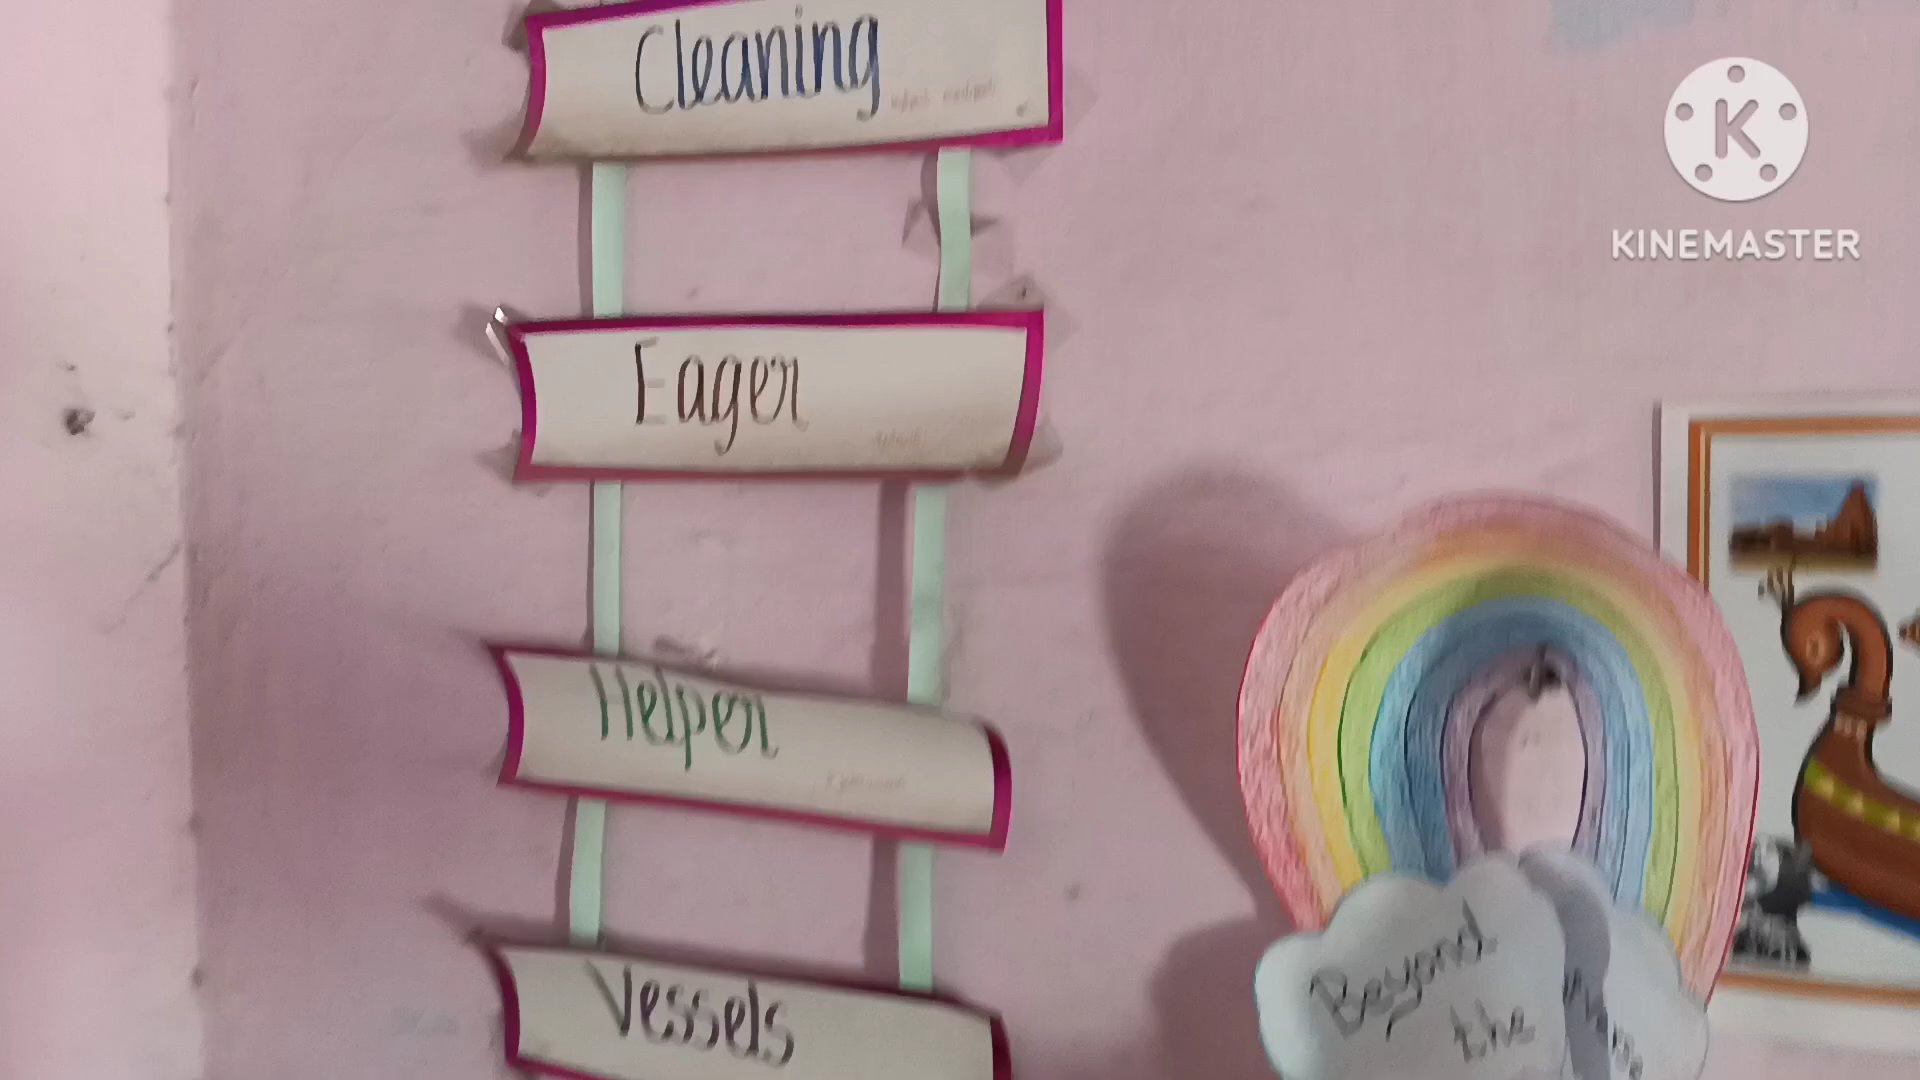 Cleaning
KINEMASTER
Eager
Helper
Vessels
Beyond
the